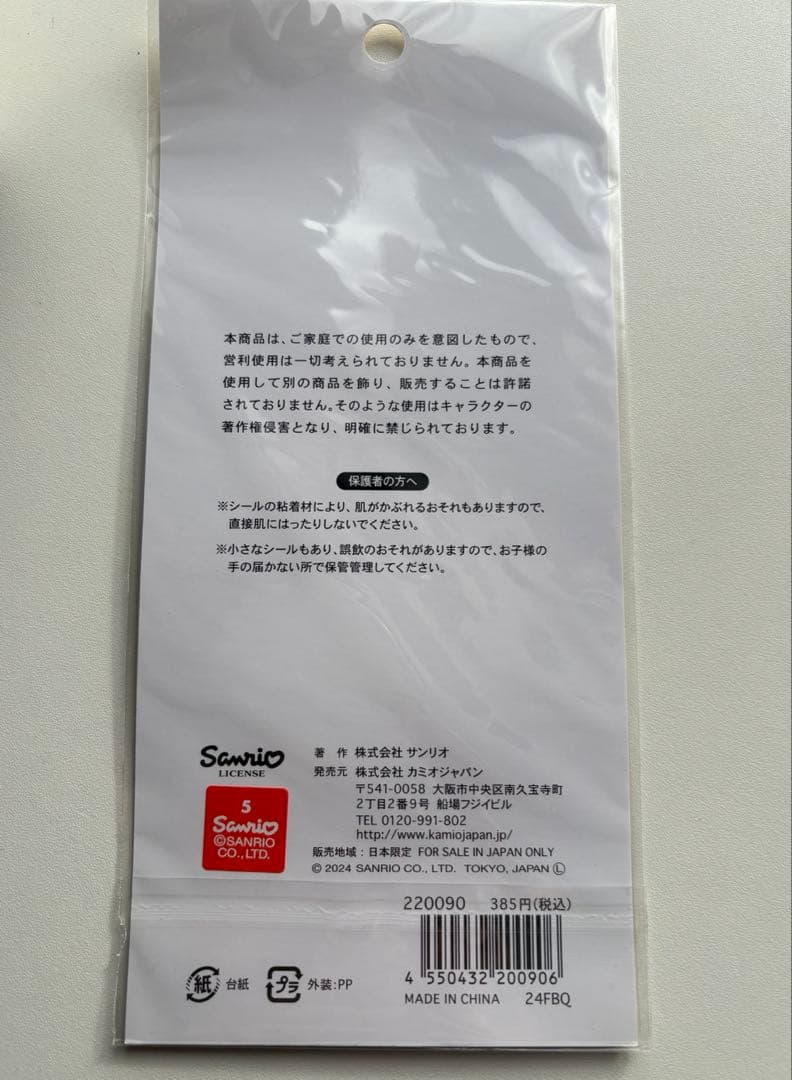 本商品は、ご家庭での使用のみを意図したもので、
営利使用は一切考えられておりません。本商品を
使用して別の商品を飾り、販売することは許諾
されておりません。そのような使用はキャラクターの
著作権侵害となり、明確に禁じられております。
保護者の方へ
※シールの粘着材により、肌がかぶれるおそれもありますので、
直接肌にはったりしないでください。
※小さなシールもあり、誤飲のおそれがありますので、お子様の
手の届かない所で保管管理してください。
Sanrio
LICENSE
5
Sanrio
©SANRIO
CO.,LTD.
著 作 株式会社 サンリオ
発売元 株式会社 カミオジャパン
〒541-0058 大阪市中央区南久宝寺町
2丁目2番9号 船場フジイビル
TEL 0120-991-802
http://www.kamiojapan.jp/
販売地域：日本限定 FOR SALE IN JAPAN ONLY
© 2024 SANRIO CO., LTD. TOKYO, JAPAN Ⓛ
220090 385円(税込)
4 550432 200906
MADE IN CHINA 24FBQ
紙 台紙
プラ 外装:PP